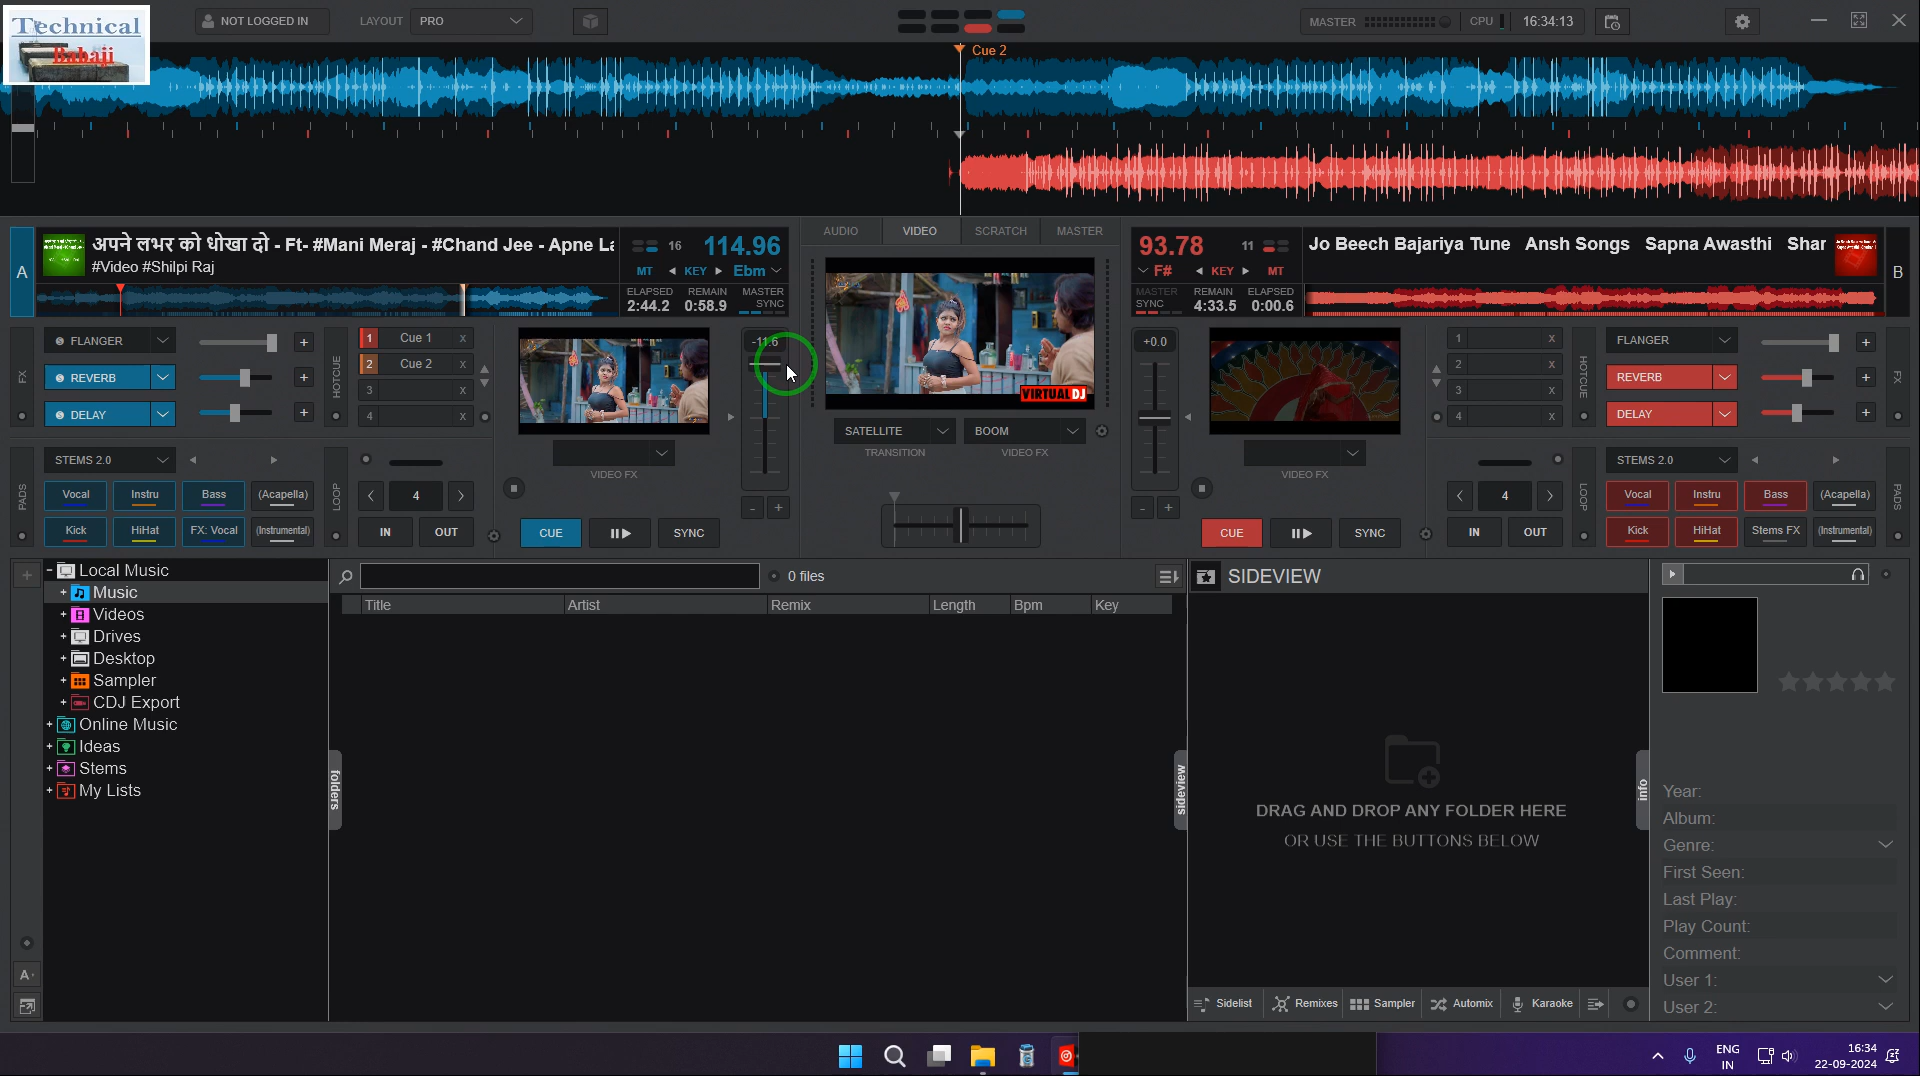 Technical
Babaji
NOT LOGGED IN
LAYOUT PRO
MASTER
CPU
16:34:13
Cue 2
A
अपने लभर को धोखा दो - Ft- #Mani Meraj - #Chand Jee - Apne La
#Video #Shilpi Raj
16
114.96
MT KEY Ebm
ELAPSED REMAIN MASTER
SYNC
2:44.2 0:58.9
AUDIO VIDEO SCRATCH MASTER
93.78
11
F# KEY MT
MASTER REMAIN ELAPSED
SYNC
4:33.5 0:00.6
Jo Beech Bajariya Tune Ansh Songs Sapna Awasthi Shar
B
FX
S FLANGER +
S REVERB +
S DELAY +
HOTCUE
1 Cue 1 x
2 Cue 2 x
3 x
4 x
VIDEO FX
-11.6
- +
VIRTUAL DJ
SATELLITE
TRANSITION
BOOM
VIDEO FX
+0.0
- +
VIDEO FX
1 x
2 x
3 x
4 x
HOTCUE
FLANGER +
REVERB +
DELAY +
FX
PADS
STEMS 2.0
Vocal Instru Bass (Acapella)
Kick HiHat FX: Vocal (Instrumental)
LOOP
4
IN OUT
CUE SYNC
CUE SYNC
4
IN OUT
LOOP
STEMS 2.0
Vocal Instru Bass (Acapella)
Kick HiHat Stems FX (Instrumental)
PADS
+
- Local Music
+ Music
+ Videos
+ Drives
+ Desktop
+ Sampler
+ CDJ Export
+ Online Music
+ Ideas
+ Stems
+ My Lists
folders
0 files
Title Artist Remix Length Bpm Key
sideview
SIDEVIEW
DRAG AND DROP ANY FOLDER HERE
OR USE THE BUTTONS BELOW
Sidelist Remixes Sampler Automix Karaoke
info
Year:
Album:
Genre:
First Seen:
Last Play:
Play Count:
Comment:
User 1:
User 2:
A
ENG
IN
16:34
22-09-2024